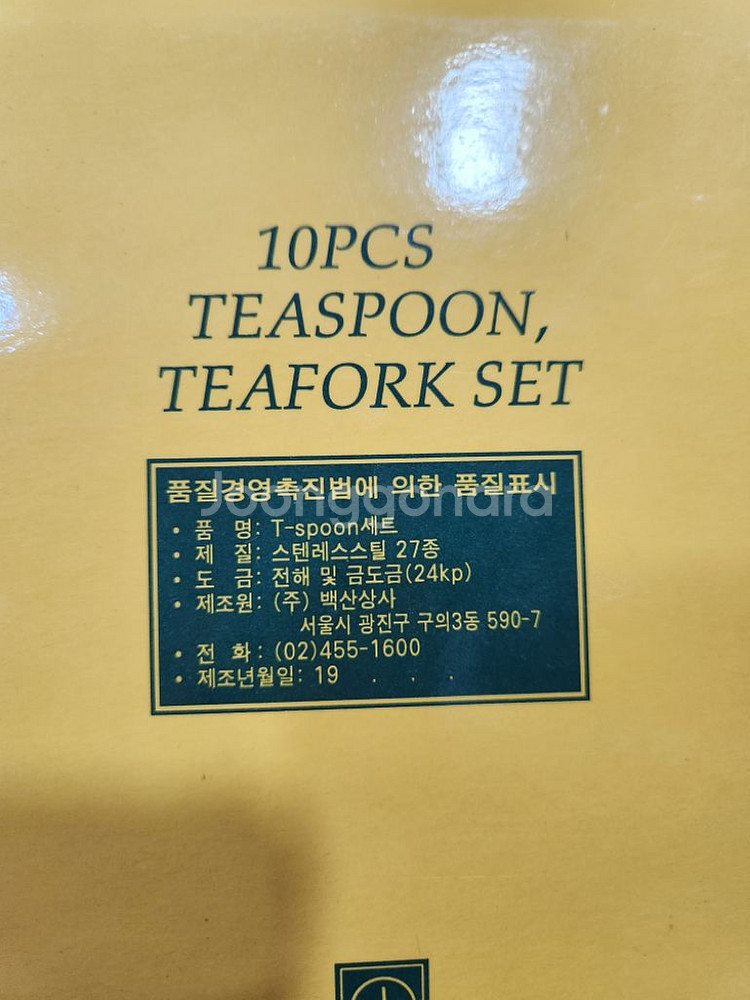 10PCS
TEASPOON,
TEAFORK SET
품질경영촉진법에 의한 품질표시
Joonggonara
• 품 명: T-spoon세트
• 제 질: 스텐레스스틸 27종
• 도 금: 전해 및 금도금(24kp)
• 제조원: (주) 백산상사
서울시 광진구 구의3동 590-7
• 전 화: (02)455-1600
• 제조년월일: 19 . . .